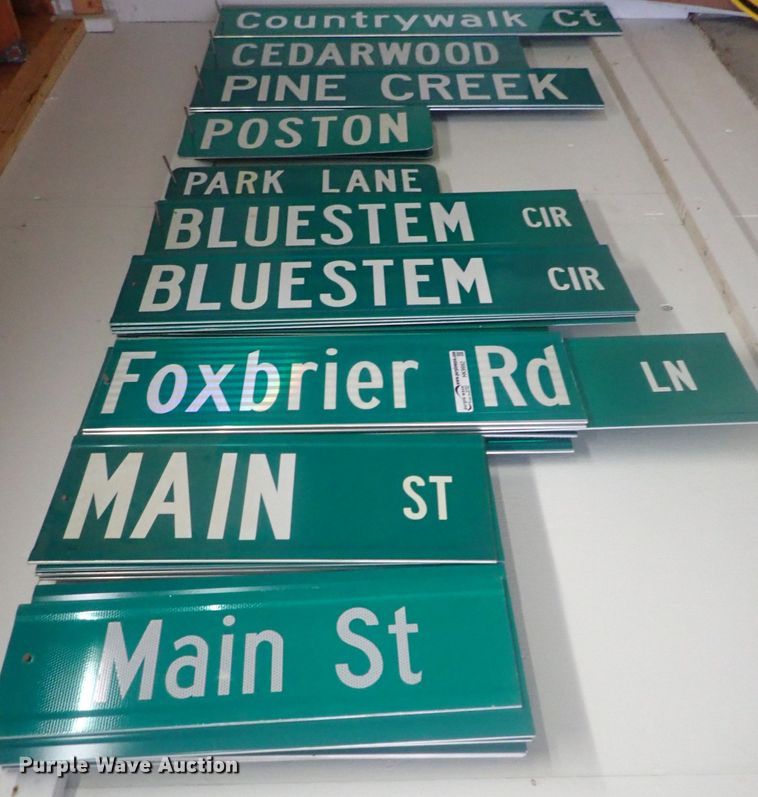 Countrywalk Ct
CEDARWOOD
PINE CREEK
POSTON
PARK LANE
BLUESTEM CIR
BLUESTEM CIR
Foxbrier Rd
LN
MAIN ST
Main St
Purple Wave Auction